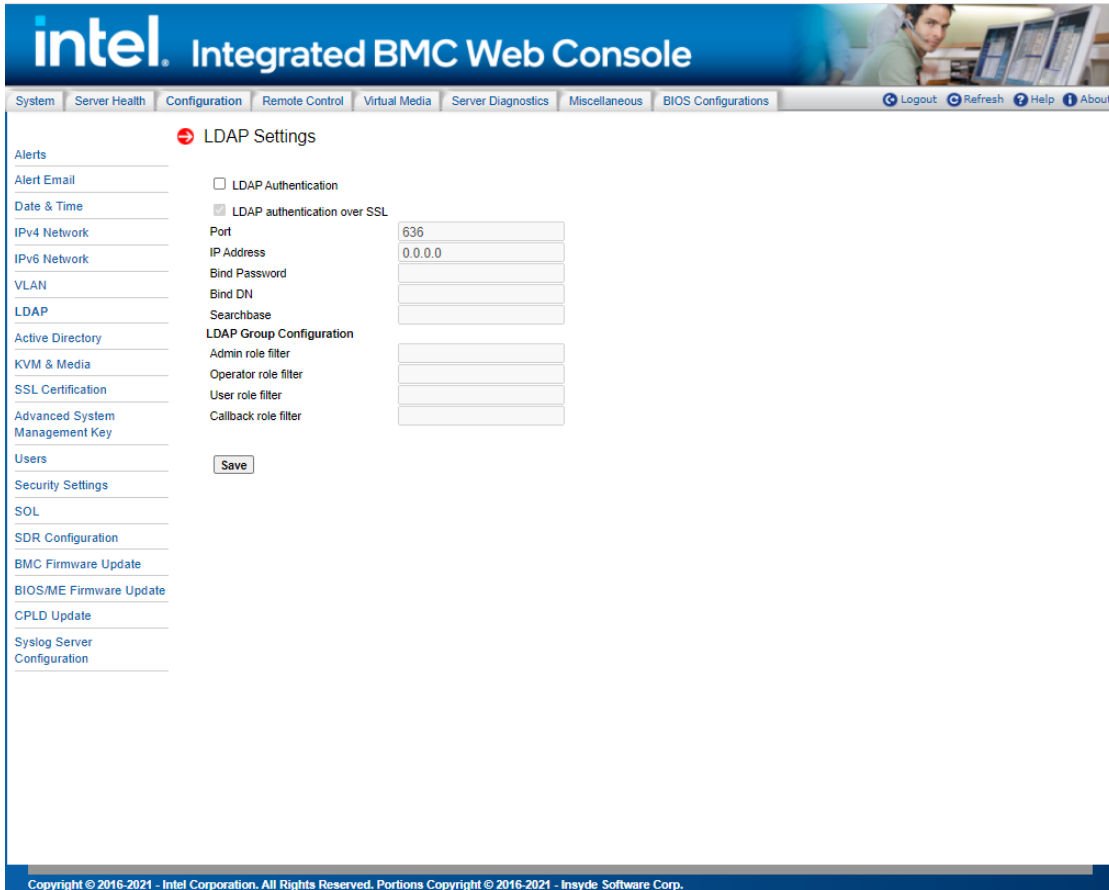 intel. Integrated BMC Web Console
System Server Health Configuration Remote Control Virtual Media Server Diagnostics Miscellaneous BIOS Configurations Logout Refresh Help About
LDAP Settings
Alerts
Alert Email
Date & Time
IPv4 Network
IPv6 Network
VLAN
LDAP
Active Directory
KVM & Media
SSL Certification
Advanced System
Management Key
Users
Security Settings
SOL
SDR Configuration
BMC Firmware Update
BIOS/ME Firmware Update
CPLD Update
Syslog Server
Configuration
LDAP Authentication
LDAP authentication over SSL
Port 636
IP Address 0.0.0.0
Bind Password
Bind DN
Searchbase
LDAP Group Configuration
Admin role filter
Operator role filter
User role filter
Callback role filter
Save
Copyright © 2016-2021 - Intel Corporation. All Rights Reserved. Portions Copyright © 2016-2021 - Insyde Software Corp.